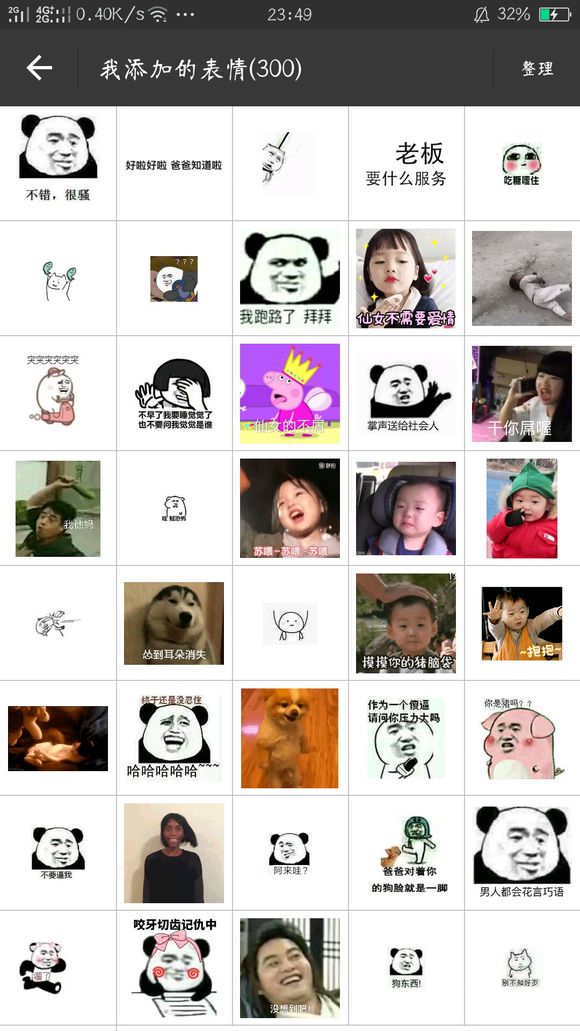 2G 4G 2G 0.40K/s 23:49 32%
我添加的表情(300) 整理
不错，很骚
好啦好啦 爸爸知道啦
老板
要什么服务
吃糖噎住
???
我跑路了 拜拜
仙女不需要爱情
突突突突突突
不早了我要睡觉觉了
也不要问我觉觉是谁
仙女的不屑
掌声送给社会人
干你屌喔
我他妈
哎 贼恐怖
苏喂~苏喂~苏喂
怂到耳朵消失
摸摸你的猪脑袋
~抱抱~
终于还是没忍住
哈哈哈哈哈~~~
作为一个傻逼
请问你压力大吗
你是猪吗??
不要逼我
阿来哇?
爸爸对着你
的狗脸就是一脚
男人都会花言巧语
溜了
咬牙切齿记仇中
没想到吧!
狗东西!